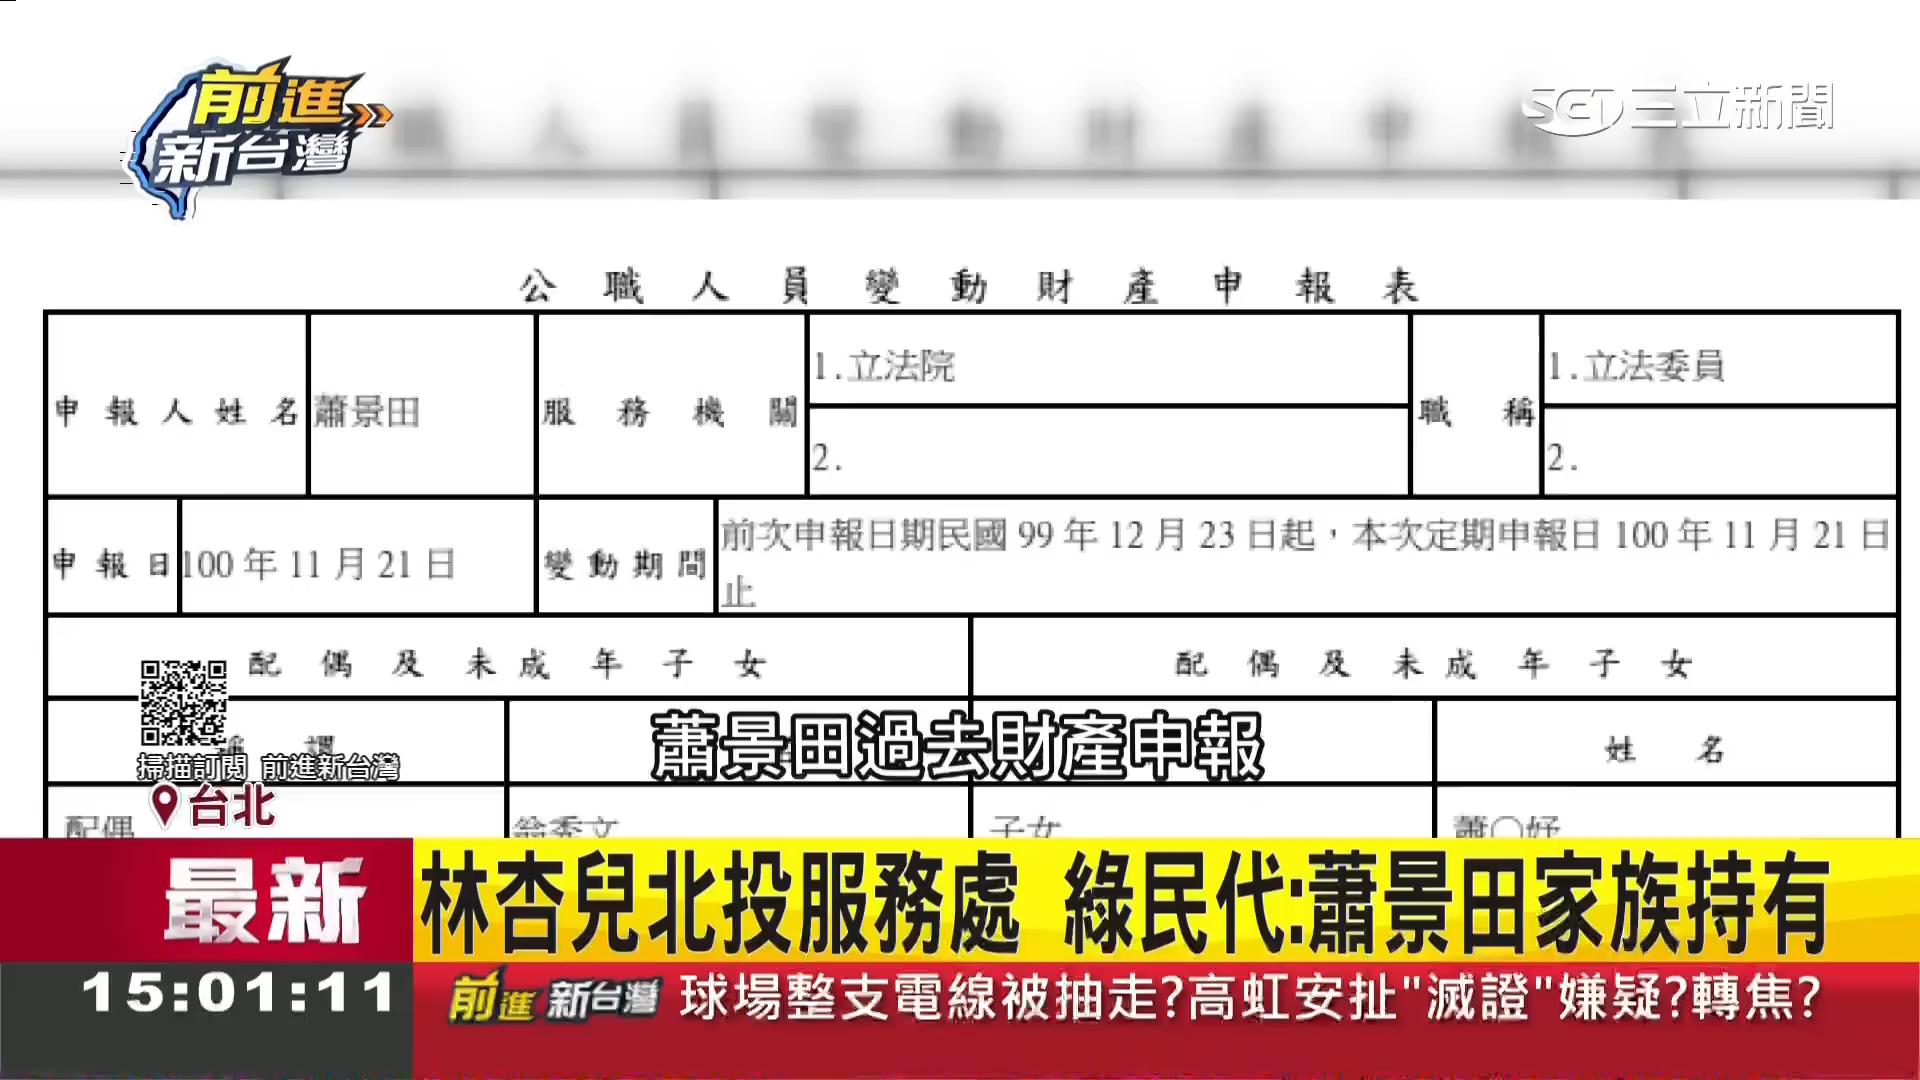 前進
新台灣
SET三立新聞
公職人員變動財產申報表
申報人姓名 蕭景田 服務機關 1.立法院 職稱 1.立法委員
2. 2.
申報日 100年11月21日 變動期間 前次申報日期民國99年12月23日起，本次定期申報日100年11月21日止
配偶及未成年子女 配偶及未成年子女
姓名
蕭景田過去財產申報
掃描訂閱 前進新台灣
台北
配偶 子女
最新 林杏兒北投服務處 綠民代:蕭景田家族持有
15:01:11 前進新台灣 球場整支電線被抽走?高虹安扯"滅證"嫌疑?轉焦?